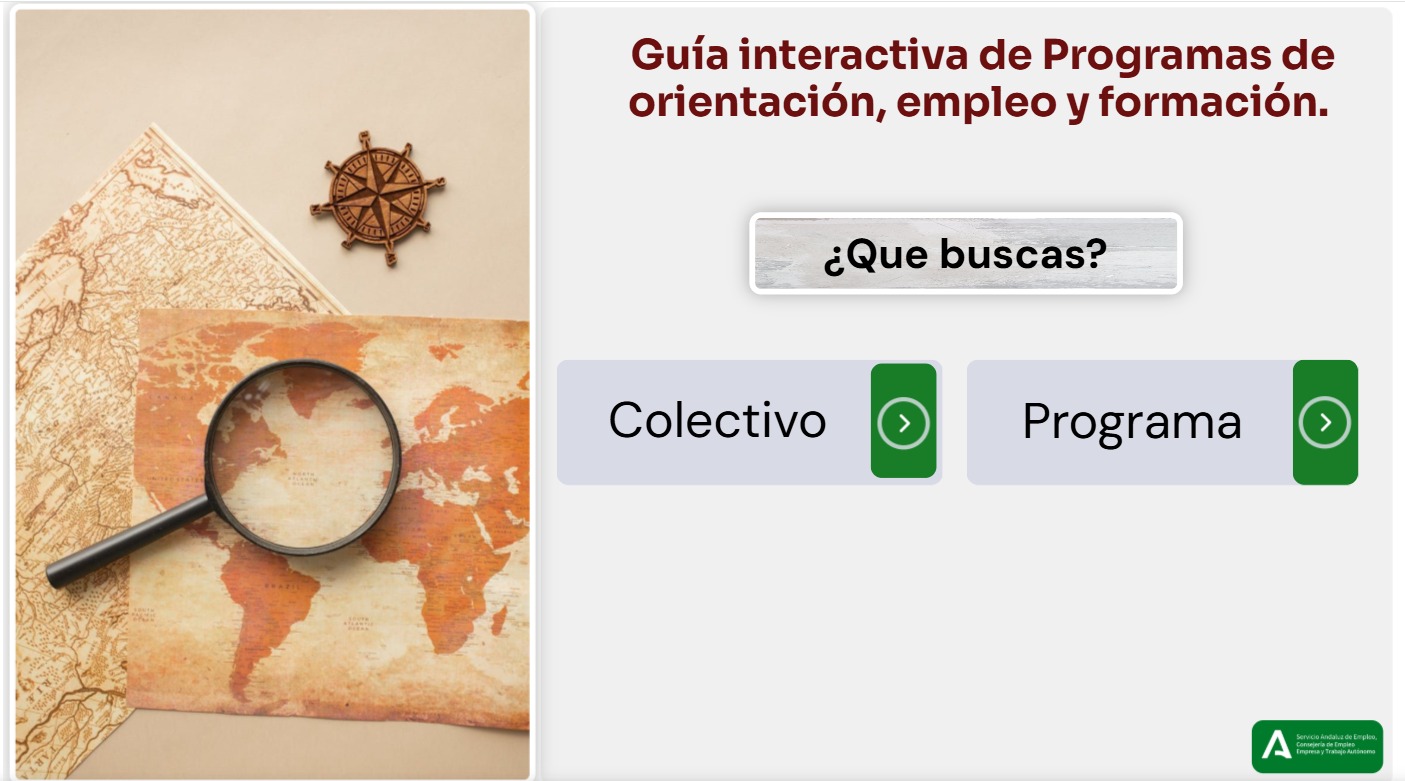 Guía interactiva de Programas de
orientación, empleo y formación.
¿Que buscas?
Colectivo
Programa
BRAZIL
Servicio Andaluz de Empleo,
Consejería de Empleo
Empresa y Trabajo Autónomo